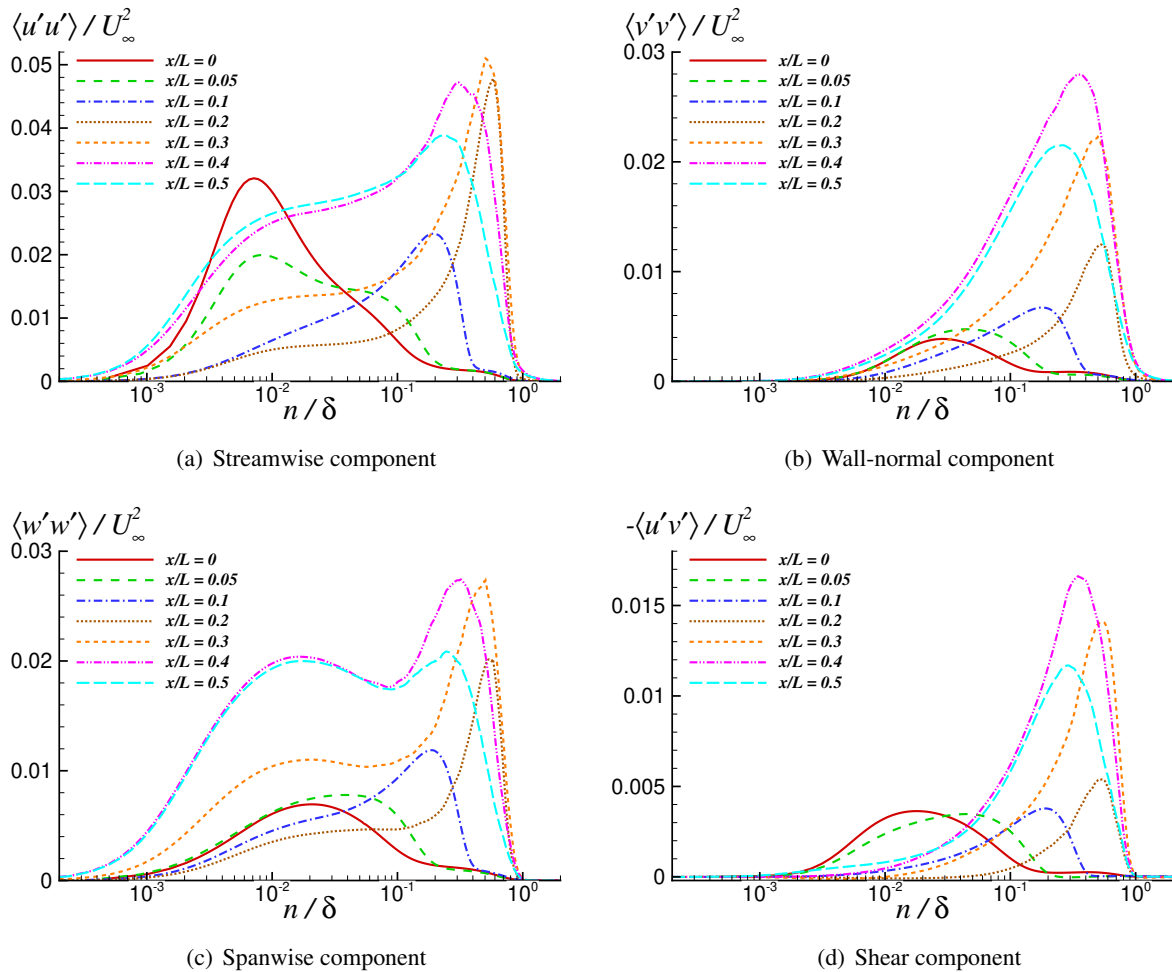 ⟨u′u′⟩ / U²∞
0.05
0.04
0.03
0.02
0.01
0
x/L = 0
x/L = 0.05
x/L = 0.1
x/L = 0.2
x/L = 0.3
x/L = 0.4
x/L = 0.5
10⁻³ 10⁻² 10⁻¹ 10⁰
n / δ
(a) Streamwise component
⟨v′v′⟩ / U²∞
0.03
0.02
0.01
0
x/L = 0
x/L = 0.05
x/L = 0.1
x/L = 0.2
x/L = 0.3
x/L = 0.4
x/L = 0.5
10⁻³ 10⁻² 10⁻¹ 10⁰
n / δ
(b) Wall-normal component
⟨w′w′⟩ / U²∞
0.03
0.02
0.01
0
x/L = 0
x/L = 0.05
x/L = 0.1
x/L = 0.2
x/L = 0.3
x/L = 0.4
x/L = 0.5
10⁻³ 10⁻² 10⁻¹ 10⁰
n / δ
(c) Spanwise component
-⟨u′v′⟩ / U²∞
0.015
0.01
0.005
0
x/L = 0
x/L = 0.05
x/L = 0.1
x/L = 0.2
x/L = 0.3
x/L = 0.4
x/L = 0.5
10⁻³ 10⁻² 10⁻¹ 10⁰
n / δ
(d) Shear component